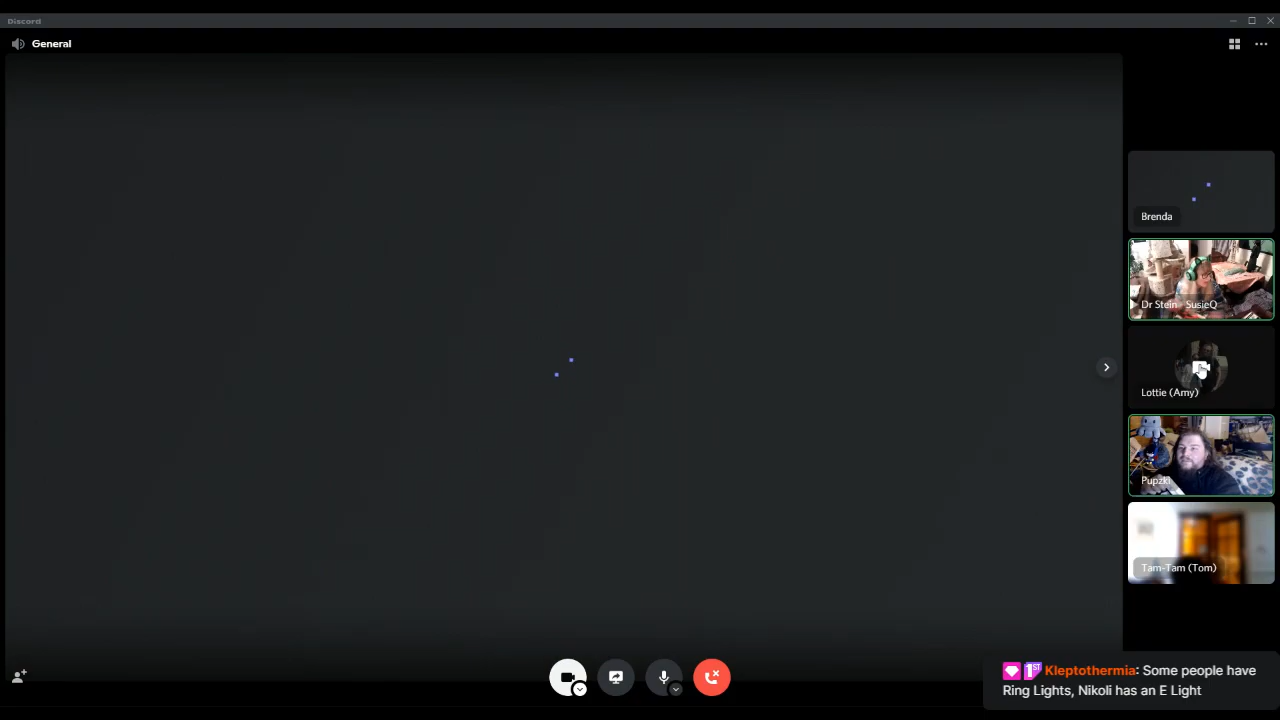 Discord
General
Brenda
Dr Stein - SusieQ
Lottie (Amy)
Pupzki
Tam-Tam (Tom)
1ST Kleptothermia: Some people have
Ring Lights, Nikoli has an E Light